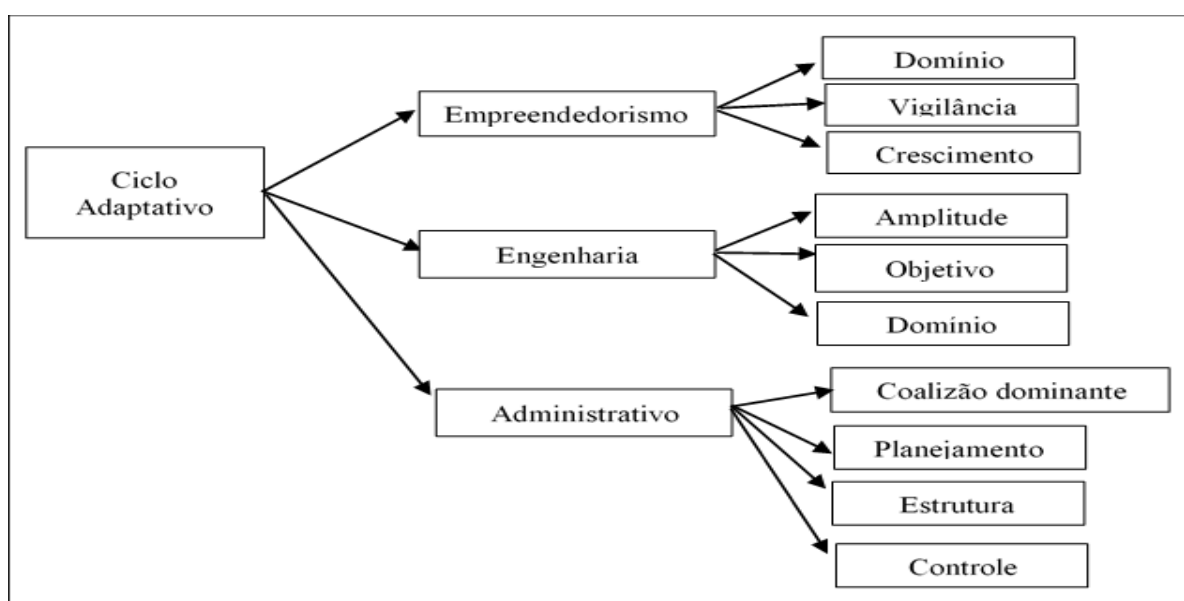 Ciclo
Adaptativo
Empreendedorismo
Domínio
Vigilância
Crescimento
Engenharia
Amplitude
Objetivo
Domínio
Administrativo
Coalizão dominante
Planejamento
Estrutura
Controle